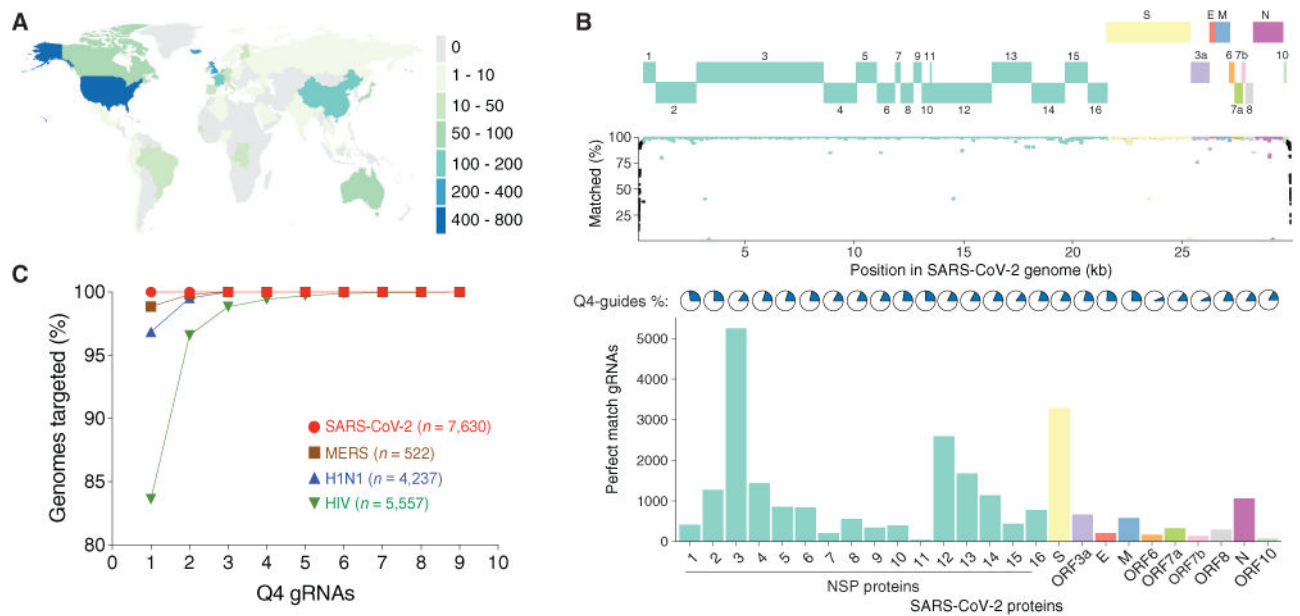 A
0
1 - 10
10 - 50
50 - 100
100 - 200
200 - 400
400 - 800
B
S
E M
N
1
3
5
7
9 11
13
15
3a
6 7b
10
2
4
6
8
10
12
14
16
7a 8
Matched (%)
100
75
50
25
5
10
15
20
25
Position in SARS-CoV-2 genome (kb)
Q4-guides %:
Perfect match gRNAs
5000
4000
3000
2000
1000
0
1
2
3
4
5
6
7
8
9
10
11
12
13
14
15
16
S
ORF3a
E
M
ORF6
ORF7a
ORF7b
ORF8
N
ORF10
NSP proteins
SARS-CoV-2 proteins
C
Genomes targeted (%)
100
95
90
85
80
SARS-CoV-2 (n = 7,630)
MERS (n = 522)
H1N1 (n = 4,237)
HIV (n = 5,557)
0 1 2 3 4 5 6 7 8 9 10
Q4 gRNAs